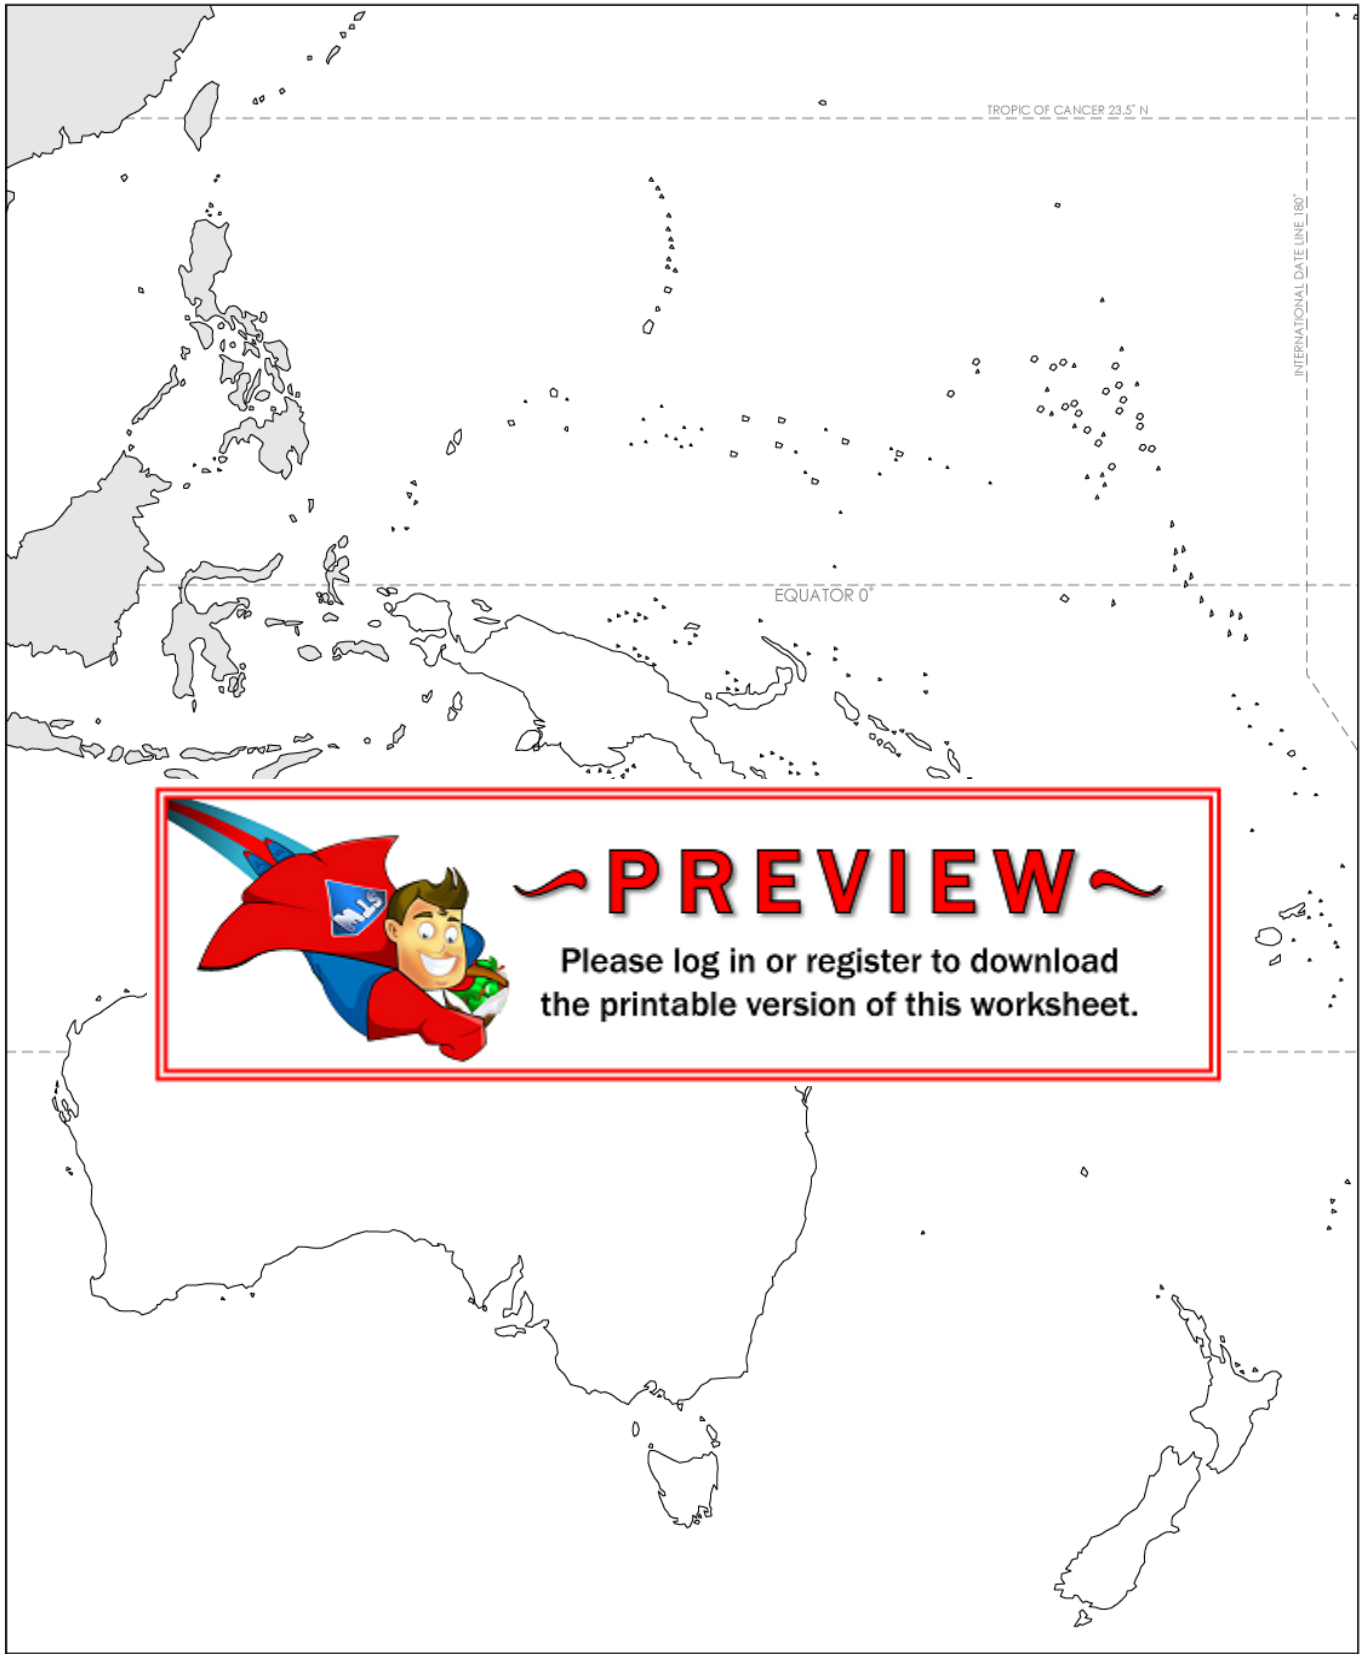 TROPIC OF CANCER 23.5° N
INTERNATIONAL DATE LINE 180°
EQUATOR 0°
~PREVIEW~
Please log in or register to download
the printable version of this worksheet.